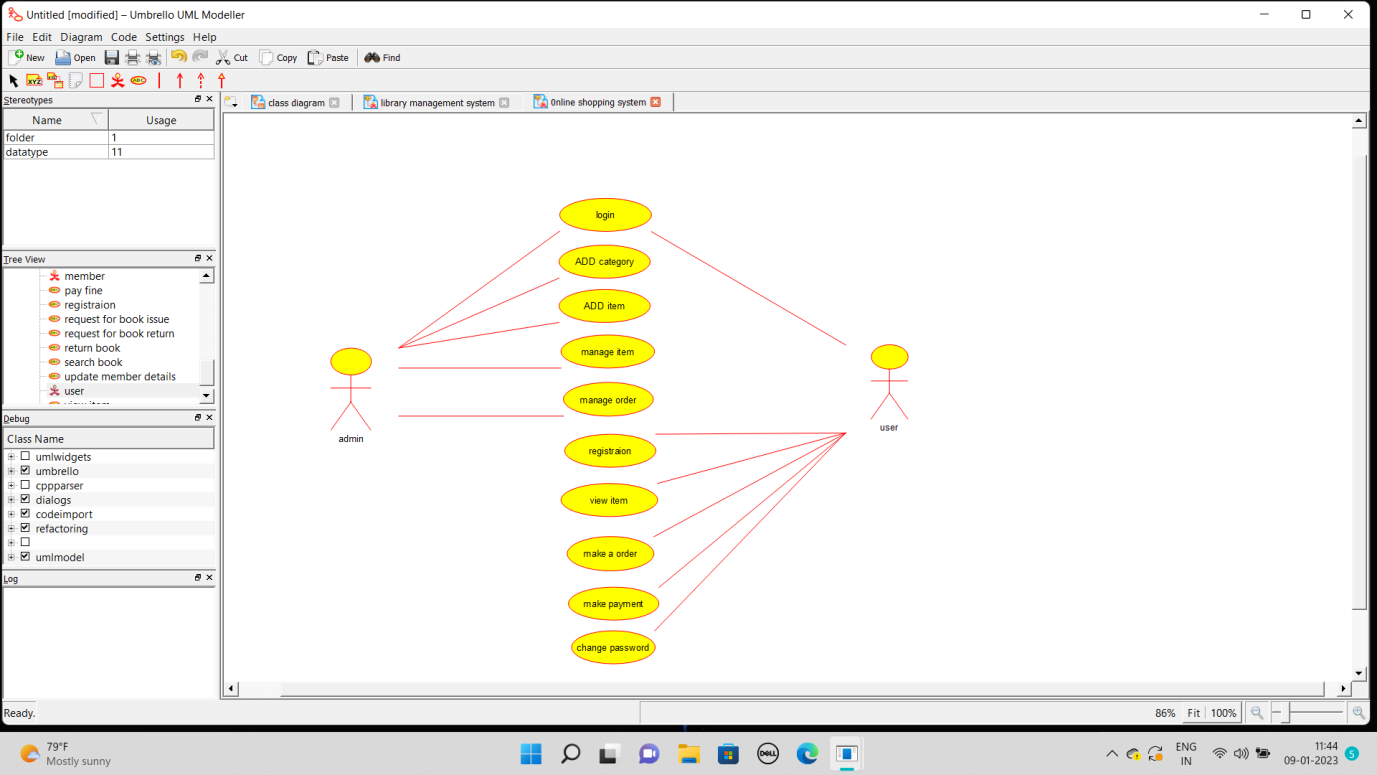 Untitled [modified] – Umbrello UML Modeller
File Edit Diagram Code Settings Help
New Open Cut Copy Paste Find
XYZ ABC
Stereotypes
Name Usage
folder 1
datatype 11
class diagram library management system 0nline shopping system
Tree View
member
pay fine
registraion
request for book issue
request for book return
return book
search book
update member details
user
Debug
Class Name
umlwidgets
umbrello
cppparser
dialogs
codeimport
refactoring
umlmodel
Log
login
ADD category
ADD item
manage item
manage order
registraion
view item
make a order
make payment
change password
admin
user
Ready.
86% Fit 100%
79°F
Mostly sunny
DELL
ENG
IN
11:44
09-01-2023
5